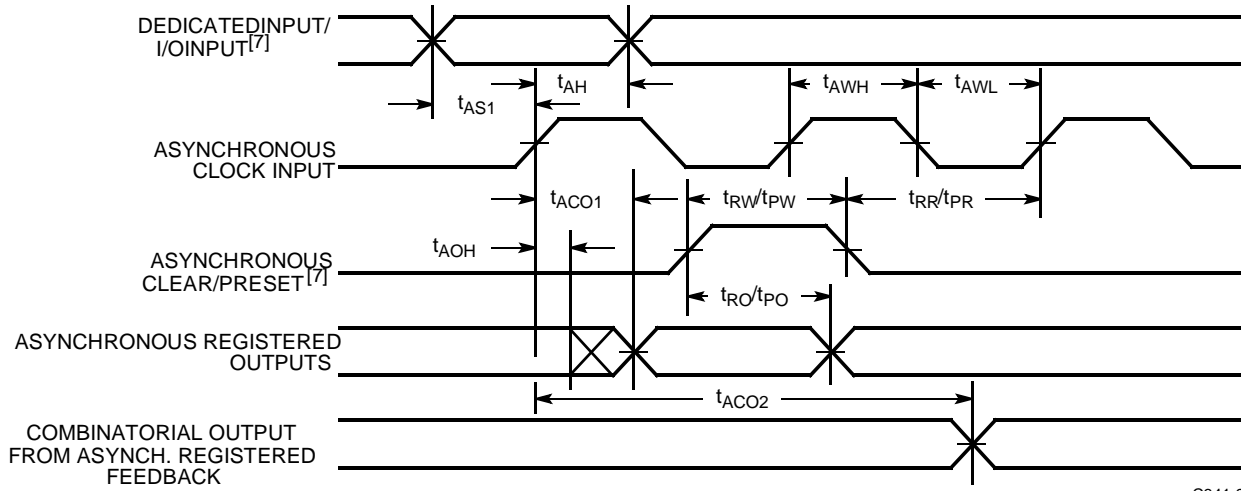 DEDICATEDINPUT/
I/OINPUT[7]
tAH
tAWH
tAWL
tAS1
ASYNCHRONOUS
CLOCK INPUT
tACO1
tRW/tPW
tRR/tPR
tAOH
ASYNCHRONOUS
CLEAR/PRESET[7]
tRO/tPO
ASYNCHRONOUS REGISTERED
OUTPUTS
tACO2
COMBINATORIAL OUTPUT
FROM ASYNCH. REGISTERED
FEEDBACK